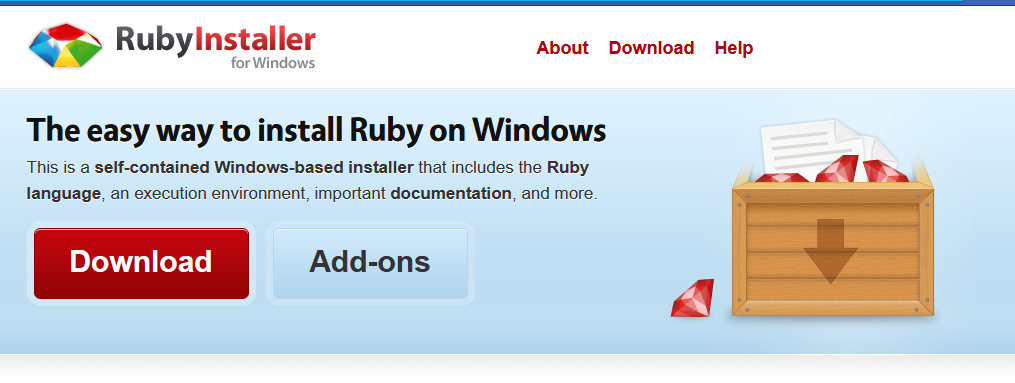 RubyInstaller
for Windows
About Download Help
The easy way to install Ruby on Windows
This is a self-contained Windows-based installer that includes the Ruby
language, an execution environment, important documentation, and more.
Download Add-ons